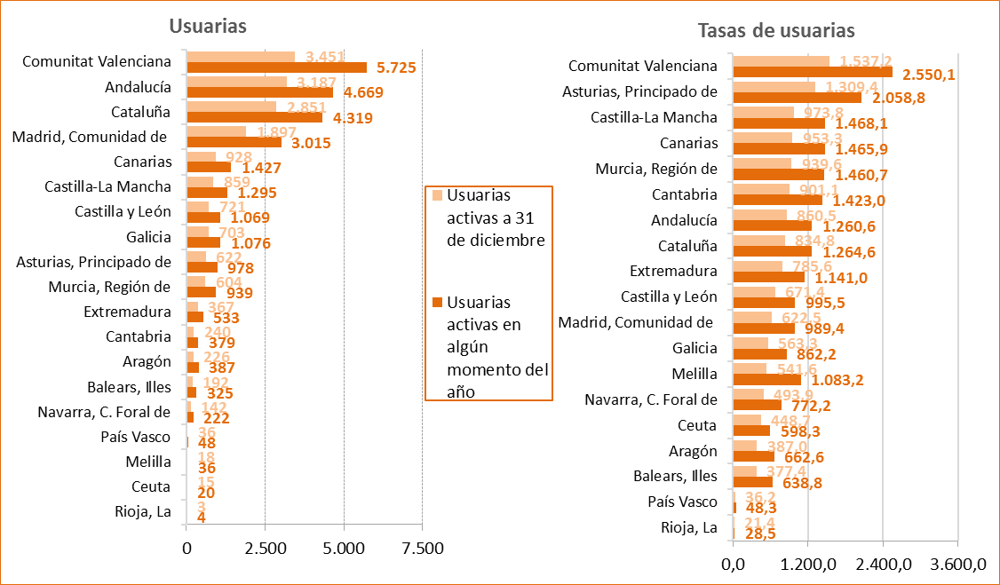 Usuarias
Comunitat Valenciana 3.451 5.725
Andalucía 3.187 4.669
Cataluña 2.851 4.319
Madrid, Comunidad de 1.897 3.015
Canarias 928 1.427
Castilla-La Mancha 859 1.295
Castilla y León 721 1.069
Galicia 703 1.076
Asturias, Principado de 622 978
Murcia, Región de 604 939
Extremadura 367 533
Cantabria 240 379
Aragón 226 387
Balears, Illes 192 325
Navarra, C. Foral de 142 222
País Vasco 36 48
Melilla 18 36
Ceuta 15 20
Rioja, La 3 4
0 2.500 5.000 7.500
Usuarias
activas a 31
de diciembre
Usuarias
activas en
algún
momento del
año
Tasas de usuarias
Comunitat Valenciana 1.537,2 2.550,1
Asturias, Principado de 1.309,4 2.058,8
Castilla-La Mancha 973,8 1.468,1
Canarias 953,3 1.465,9
Murcia, Región de 939,6 1.460,7
Cantabria 901,1 1.423,0
Andalucía 860,5 1.260,6
Cataluña 834,8 1.264,6
Extremadura 785,6 1.141,0
Castilla y León 671,4 995,5
Madrid, Comunidad de 622,5 989,4
Galicia 563,3 862,2
Melilla 541,6 1.083,2
Navarra, C. Foral de 493,9 772,2
Ceuta 448,7 598,3
Aragón 387,0 662,6
Balears, Illes 377,4 638,8
País Vasco 36,2 48,3
Rioja, La 21,4 28,5
0,0 1.200,0 2.400,0 3.600,0